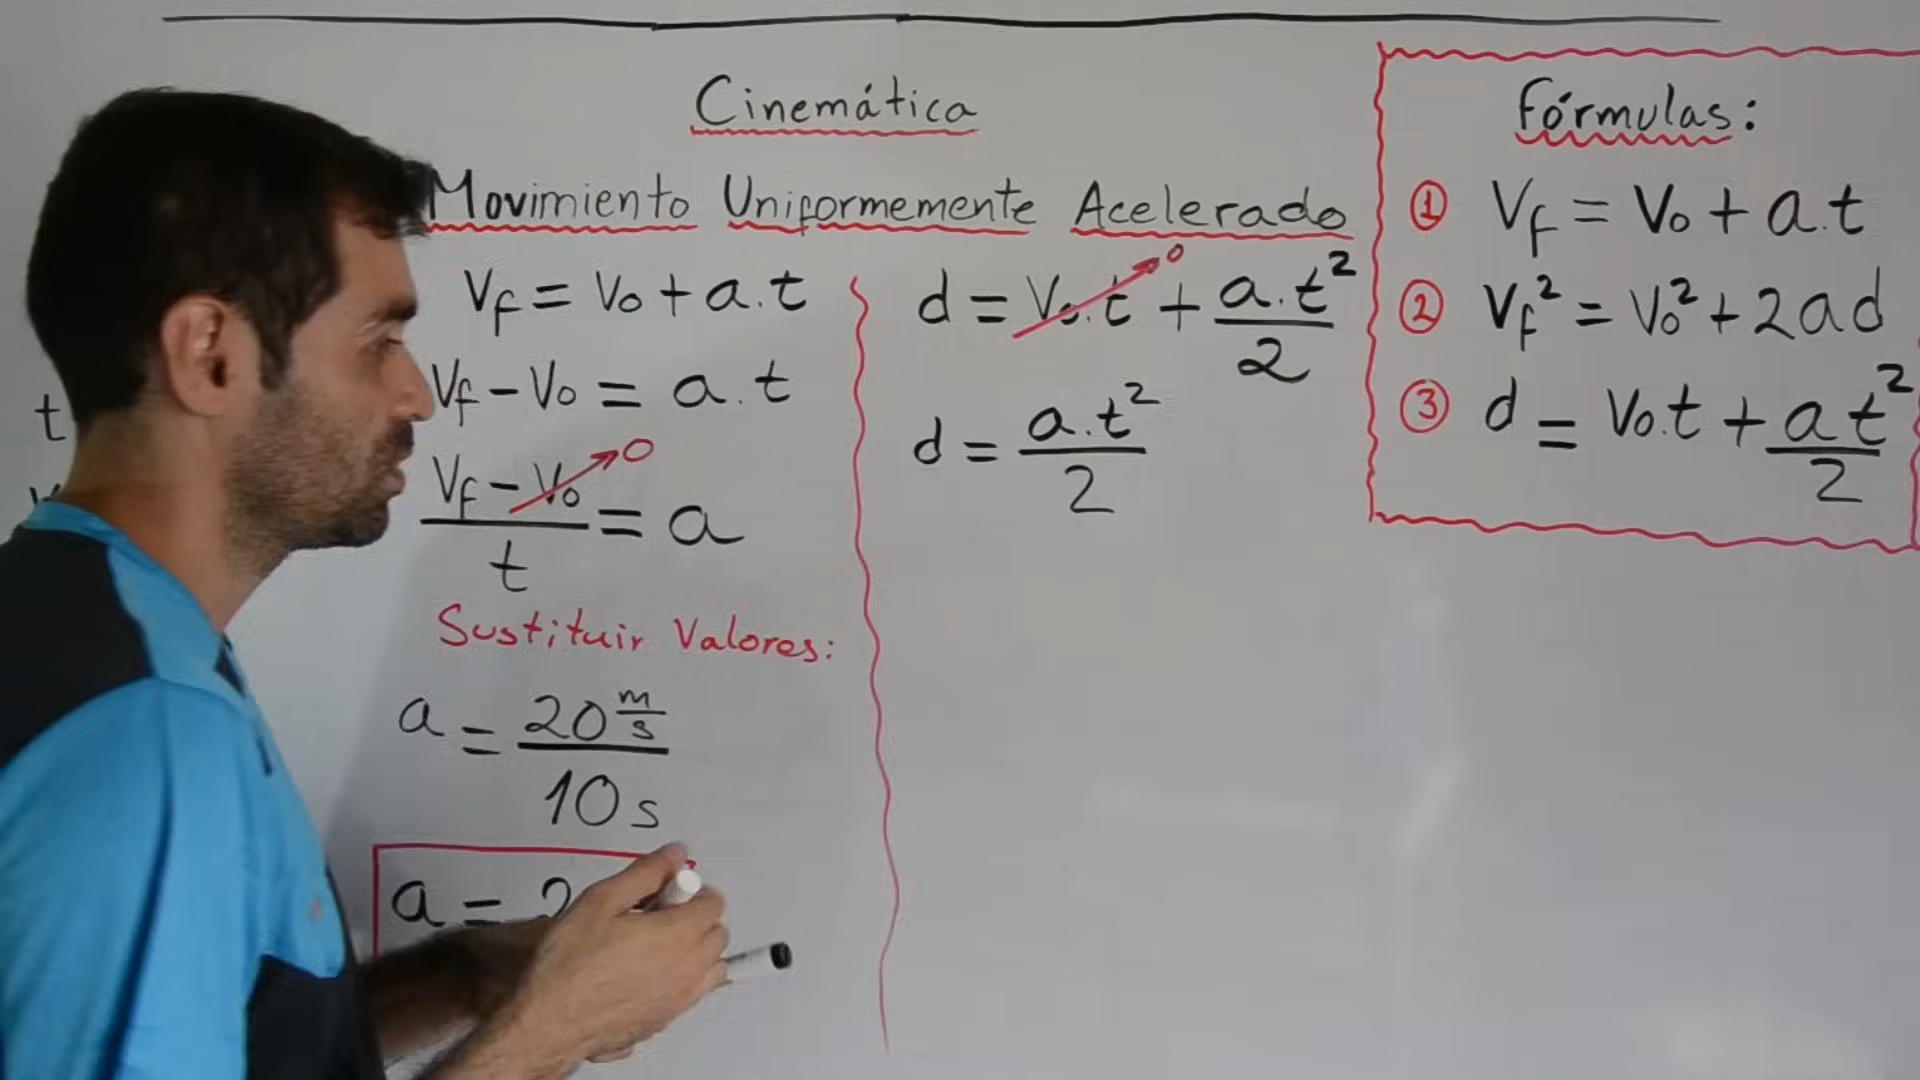 Cinemática
Movimiento Uniformemente Acelerado
t
Vf = Vo + a.t
Vf - Vo = a.t
Vf - Vo / t = a
0
Sustituir Valores:
a = 20 m/s / 10 s
a = 2
d = Vo.t + a.t² / 2
0
d = a.t² / 2
Fórmulas:
① Vf = Vo + a.t
② Vf² = Vo² + 2ad
③ d = Vo.t + a t² / 2